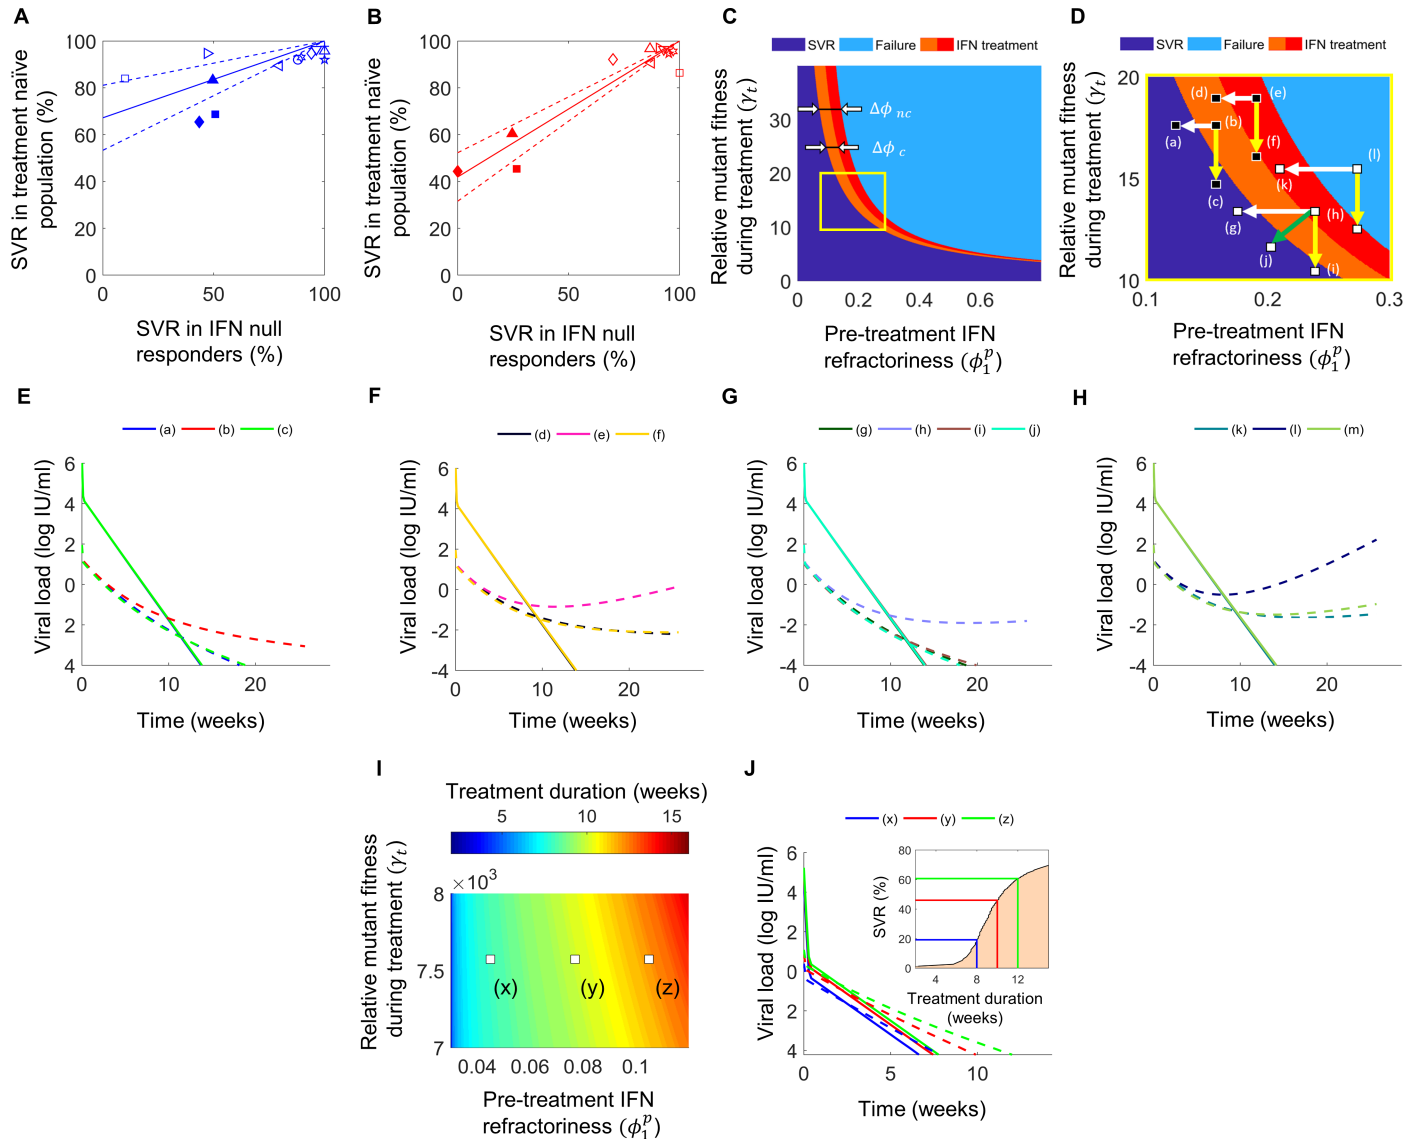 A
SVR in treatment naïve
population (%)
100
80
60
40
20
0
0
50
100
SVR in IFN null
responders (%)
B
SVR in treatment naïve
population (%)
100
80
60
40
20
0
0
50
100
SVR in IFN null
responders (%)
C
SVR Failure IFN treatment
Relative mutant fitness
during treatment (γt)
30
20
10
0
0 0.2 0.4 0.6
Δϕ nc
Δϕ c
Pre-treatment IFN
refractoriness (ϕ₁ᵖ)
D
SVR Failure IFN treatment
Relative mutant fitness
during treatment (γt)
20
15
10
0.1 0.2 0.3
(d) (e)
(b) (a)
(f) (l)
(k)
(c)
(h)
(g)
(j) (i)
Pre-treatment IFN
refractoriness (ϕ₁ᵖ)
E
(a) (b) (c)
Viral load (log IU/ml)
6
4
2
0
2
4
0 10 20
Time (weeks)
F
(d) (e) (f)
Viral load (log IU/ml)
6
4
2
0
-2
-4
0 10 20
Time (weeks)
G
(g) (h) (i) (j)
Viral load (log IU/ml)
6
4
2
0
-2
-4
0 10 20
Time (weeks)
H
(k) (l) (m)
Viral load (log IU/ml)
6
4
2
0
-2
-4
0 10 20
Time (weeks)
I
Treatment duration (weeks)
5 10 15
×10³
Relative mutant fitness
during treatment (γt)
8
7.5
7
(x) (y) (z)
0.04 0.06 0.08 0.1
Pre-treatment IFN
refractoriness (ϕ₁ᵖ)
J
(x) (y) (z)
Viral load (log IU/ml)
6
4
2
0
2
4
0 5 10
Time (weeks)
SVR (%)
80
60
40
20
0
4 8 12
Treatment duration
(weeks)